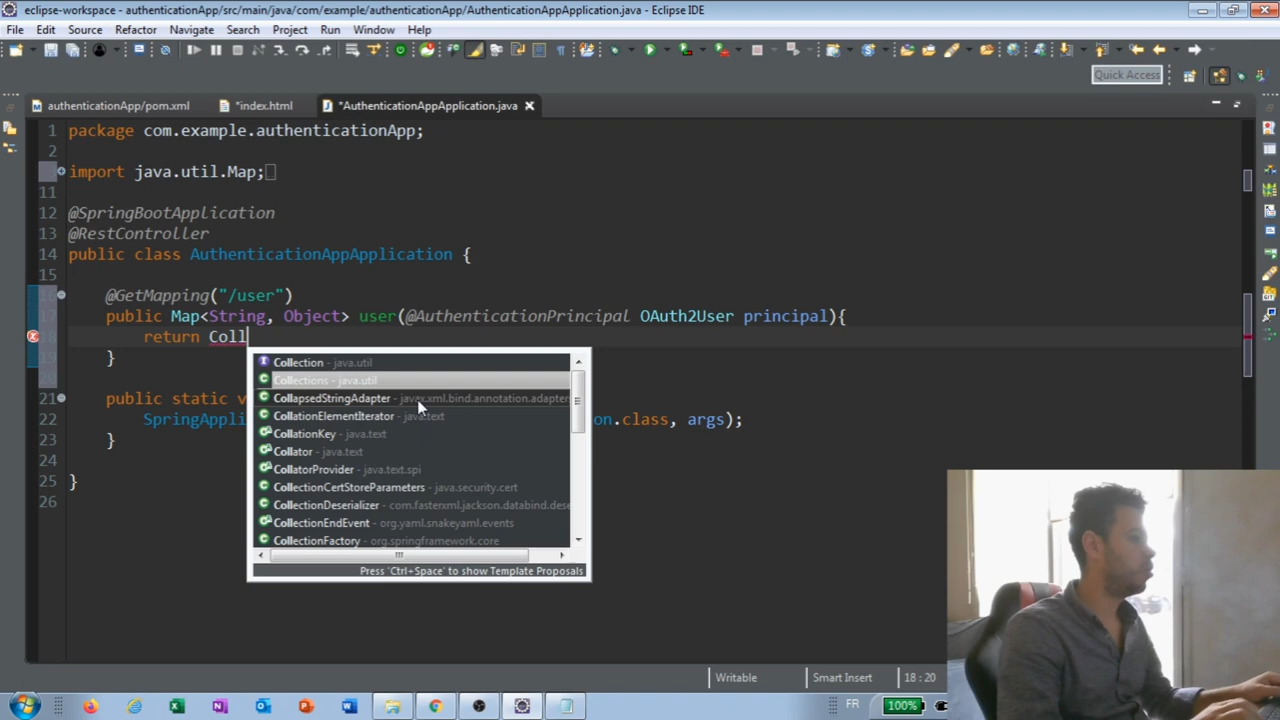 eclipse-workspace - authenticationApp/src/main/java/com/example/authenticationApp/AuthenticationAppApplication.java - Eclipse IDE
File Edit Source Refactor Navigate Search Project Run Window Help
Quick Access
authenticationApp/pom.xml *index.html *AuthenticationAppApplication.java
1 package com.example.authenticationApp;
2
import java.util.Map;
11
12 @SpringBootApplication
13 @RestController
14 public class AuthenticationAppApplication {
15
16 @GetMapping("/user")
17 public Map<String, Object> user(@AuthenticationPrincipal OAuth2User principal){
18 return Coll
19 }
20
21 public static v
22 SpringAppli on.class, args);
23 }
24
25 }
26
Collection - java.util
Collections - java.util
CollapsedStringAdapter - javax.xml.bind.annotation.adapters
CollationElementIterator - java.text
CollationKey - java.text
Collator - java.text
CollatorProvider - java.text.spi
CollectionCertStoreParameters - java.security.cert
CollectionDeserializer - com.fasterxml.jackson.databind.dese
CollectionEndEvent - org.yaml.snakeyaml.events
CollectionFactory - org.springframework.core
Press 'Ctrl+Space' to show Template Proposals
Writable Smart Insert 18 : 20
FR 100%